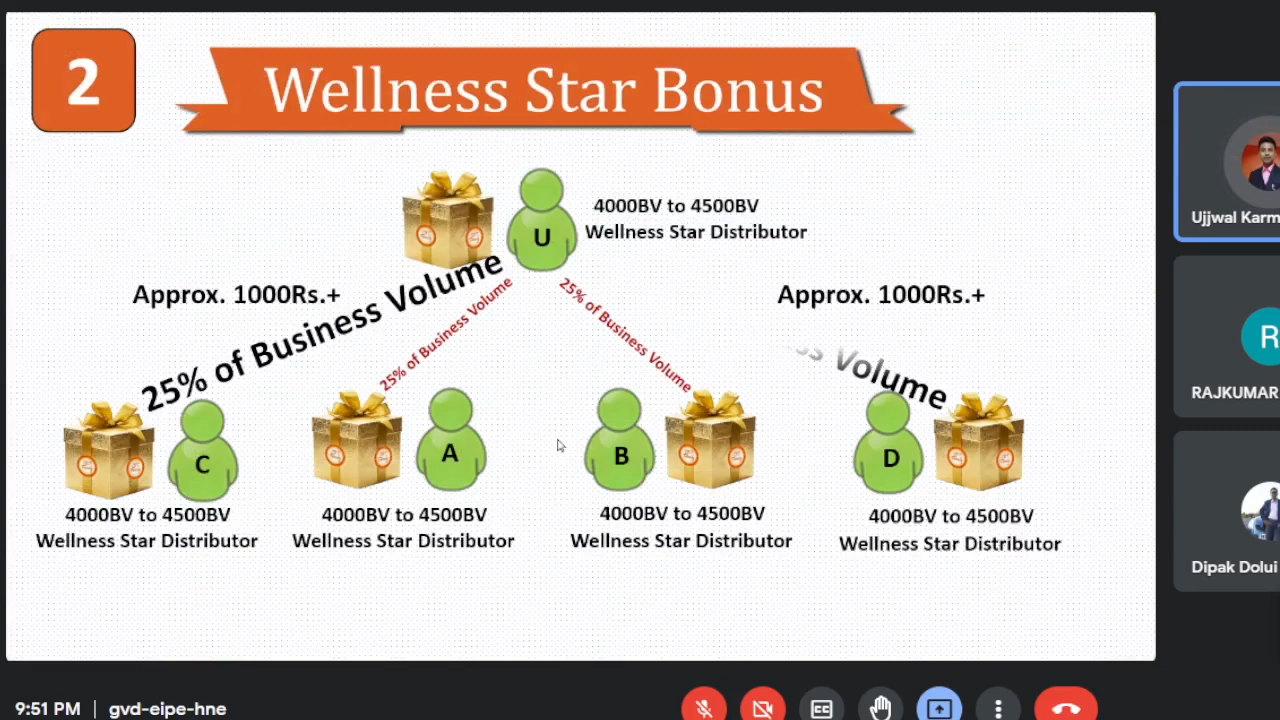 2
Wellness Star Bonus
4000BV to 4500BV
Wellness Star Distributor
U
Approx. 1000Rs.+
Approx. 1000Rs.+
25% of Business Volume
25% of Business Volume
25% of Business Volume
Volume
C
A
B
D
4000BV to 4500BV
Wellness Star Distributor
4000BV to 4500BV
Wellness Star Distributor
4000BV to 4500BV
Wellness Star Distributor
4000BV to 4500BV
Wellness Star Distributor
Ujjwal Karm
R
RAJKUMAR
Dipak Dolui
9:51 PM | gvd-eipe-hne
CC